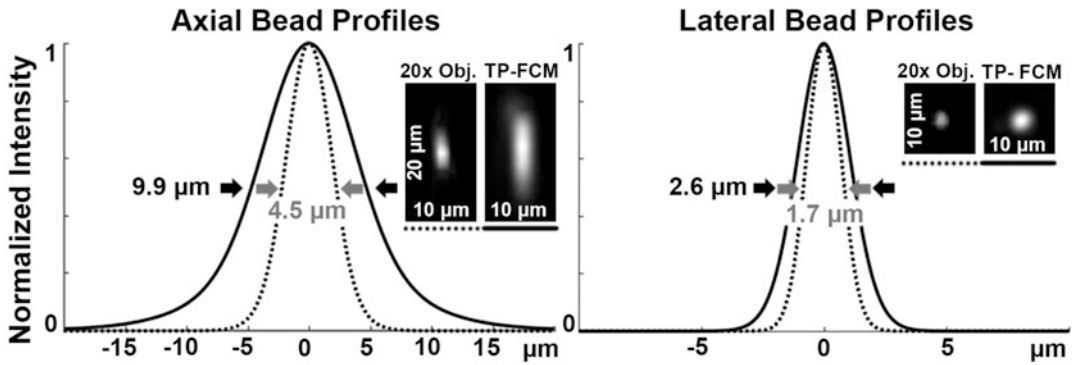 Axial Bead Profiles
Normalized Intensity
1
0
20x Obj. TP-FCM
20 µm
10 µm 10 µm
9.9 µm
4.5 µm
-15 -10 -5 0 5 10 15 µm
Lateral Bead Profiles
1
0
20x Obj. TP- FCM
10 µm
10 µm
2.6 µm
1.7 µm
-5 0 5 µm